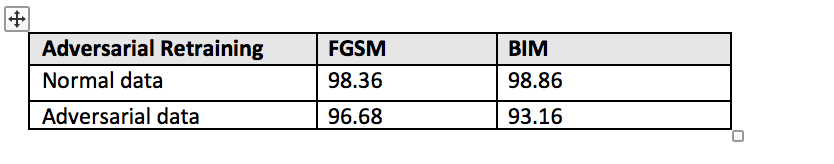 Adversarial Retraining FGSM BIM
Normal data 98.36 98.86
Adversarial data 96.68 93.16